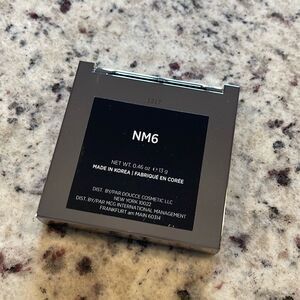 NM6
NET WT. 0.46 oz ℮ 13 g
MADE IN KOREA | FABRIQUÉ EN CORÉE
DIST. BY/PAR DOUCCE COSMETIC LLC
NEW YORK 10022
DIST. BY/PAR MCG INTERNATIONAL MANAGEMENT
FRANKFURT am MAIN 60314